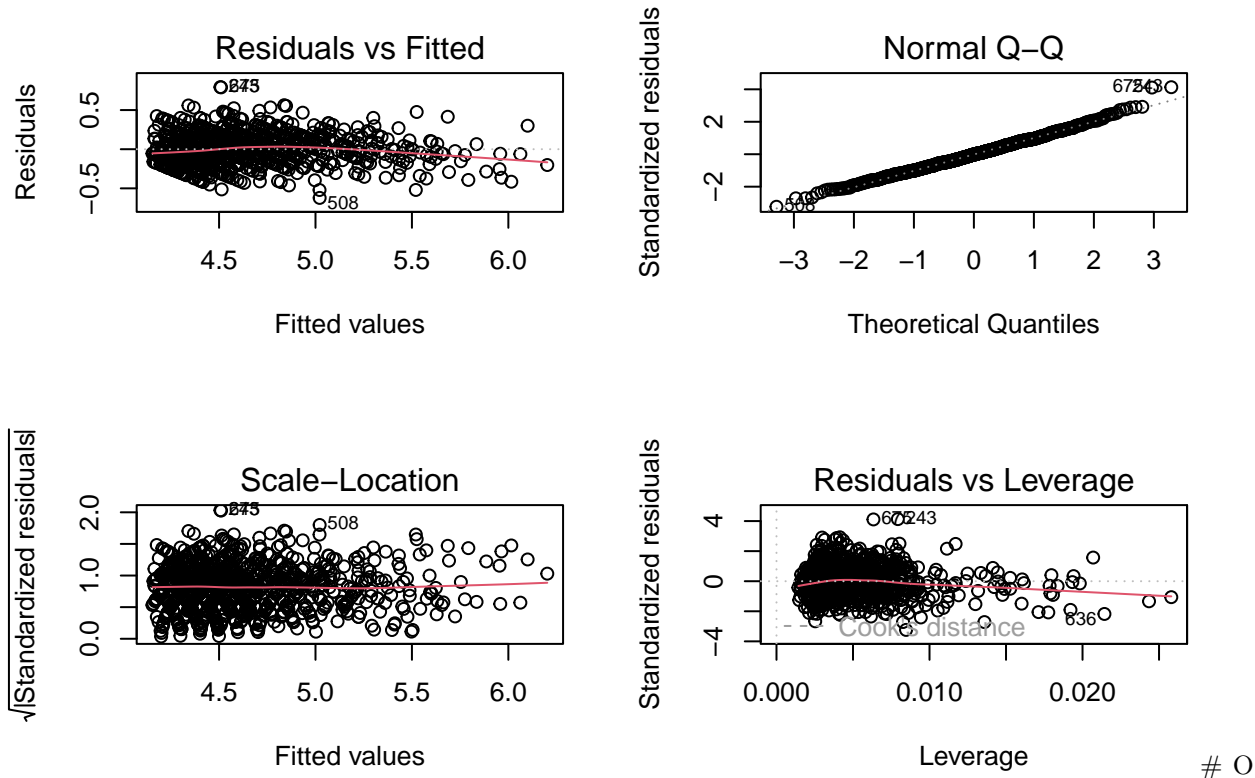 Residuals vs Fitted
Residuals
0.5
−0.5
508
4.5 5.0 5.5 6.0
Fitted values
Normal Q−Q
Standardized residuals
2
−2
−3 −2 −1 0 1 2 3
Theoretical Quantiles
Scale−Location
√|Standardized residuals|
2.0
1.0
0.0
508
4.5 5.0 5.5 6.0
Fitted values
Residuals vs Leverage
Standardized residuals
4
0
−4
243
636
Cook's distance
0.000 0.010 0.020
Leverage
# O